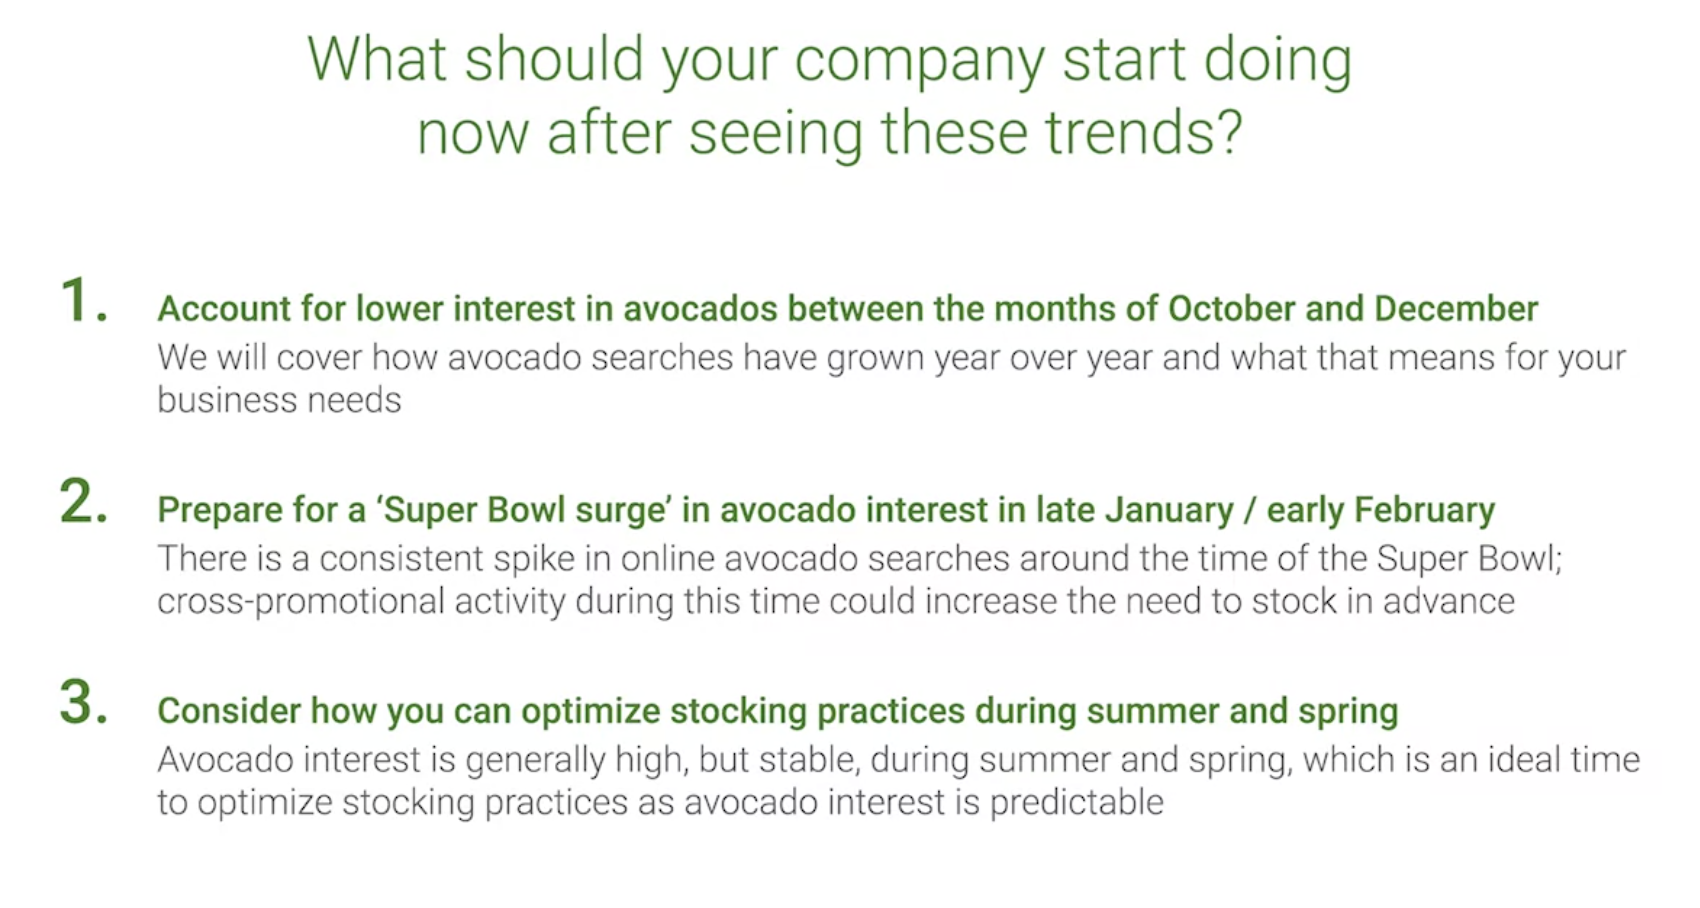 What should your company start doing
now after seeing these trends?
1. Account for lower interest in avocados between the months of October and December
We will cover how avocado searches have grown year over year and what that means for your
business needs
2. Prepare for a ‘Super Bowl surge’ in avocado interest in late January / early February
There is a consistent spike in online avocado searches around the time of the Super Bowl;
cross-promotional activity during this time could increase the need to stock in advance
3. Consider how you can optimize stocking practices during summer and spring
Avocado interest is generally high, but stable, during summer and spring, which is an ideal time
to optimize stocking practices as avocado interest is predictable